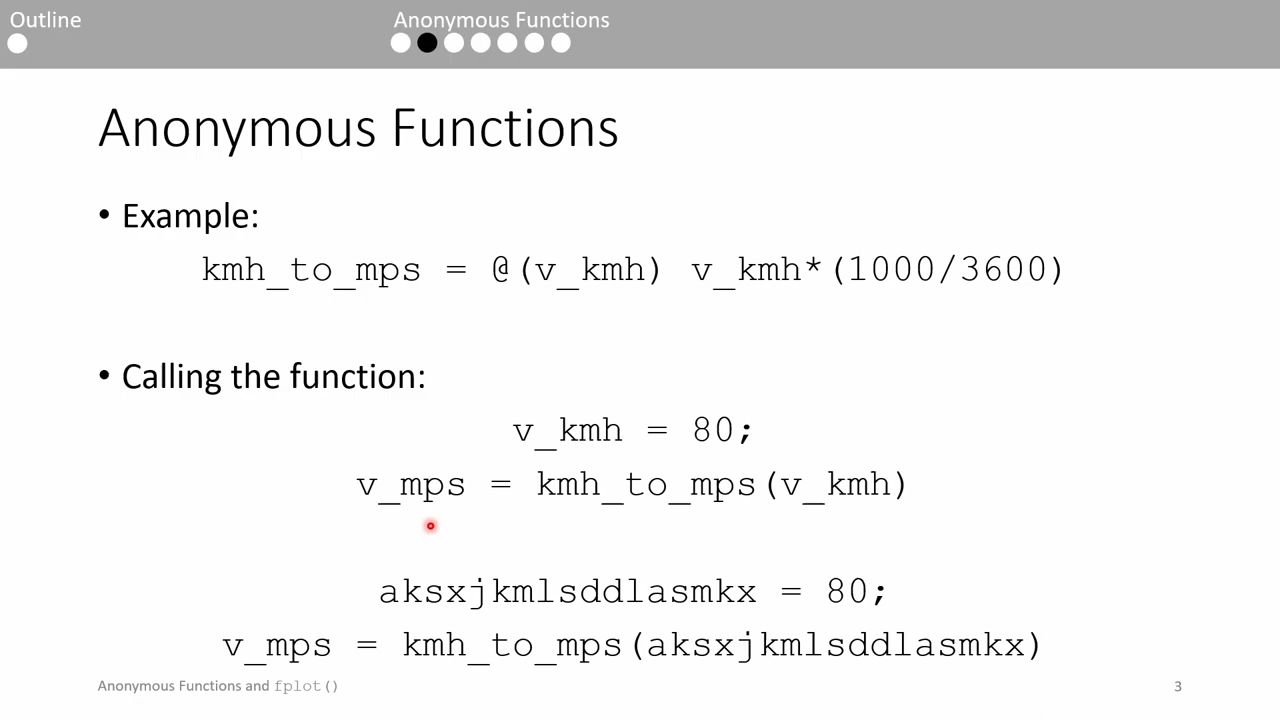 Outline
Anonymous Functions
Anonymous Functions
• Example:
kmh_to_mps = @(v_kmh) v_kmh*(1000/3600)
• Calling the function:
v_kmh = 80;
v_mps = kmh_to_mps(v_kmh)
aksxjkmlsddlasmkx = 80;
v_mps = kmh_to_mps(aksxjkmlsddlasmkx)
Anonymous Functions and fplot()
3